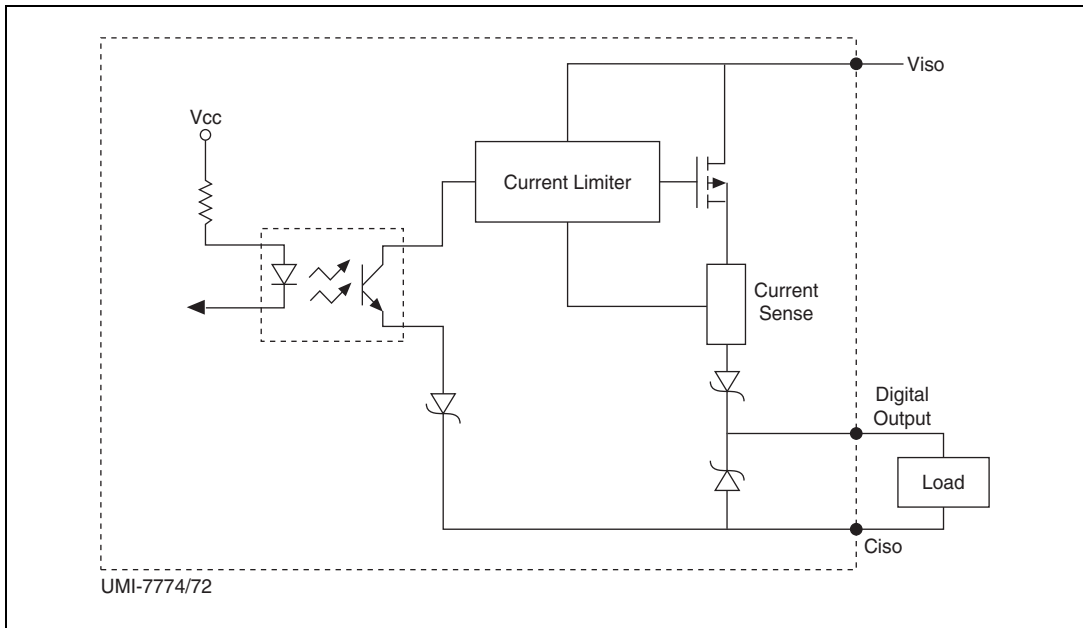 Viso
Vcc
Current Limiter
Current
Sense
Digital
Output
Load
Ciso
UMI-7774/72